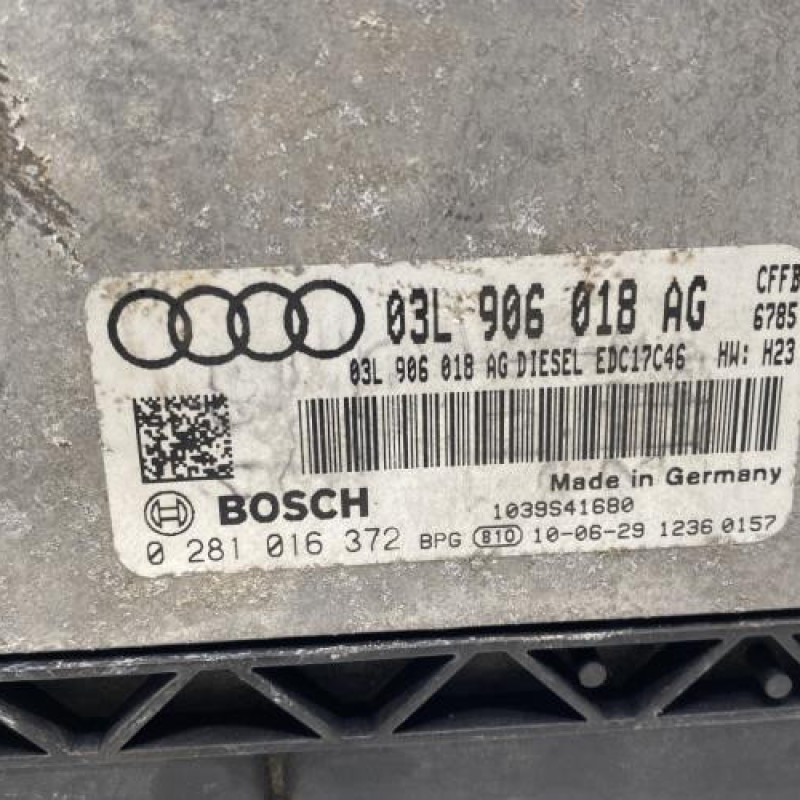 03L 906 018 AG CFFB
6785
03L 906 018 AG DIESEL EDC17C46 HW: H23
Made in Germany
BOSCH 1039S41680
0 281 016 372 BPG 810 10-06-29 1236 0157